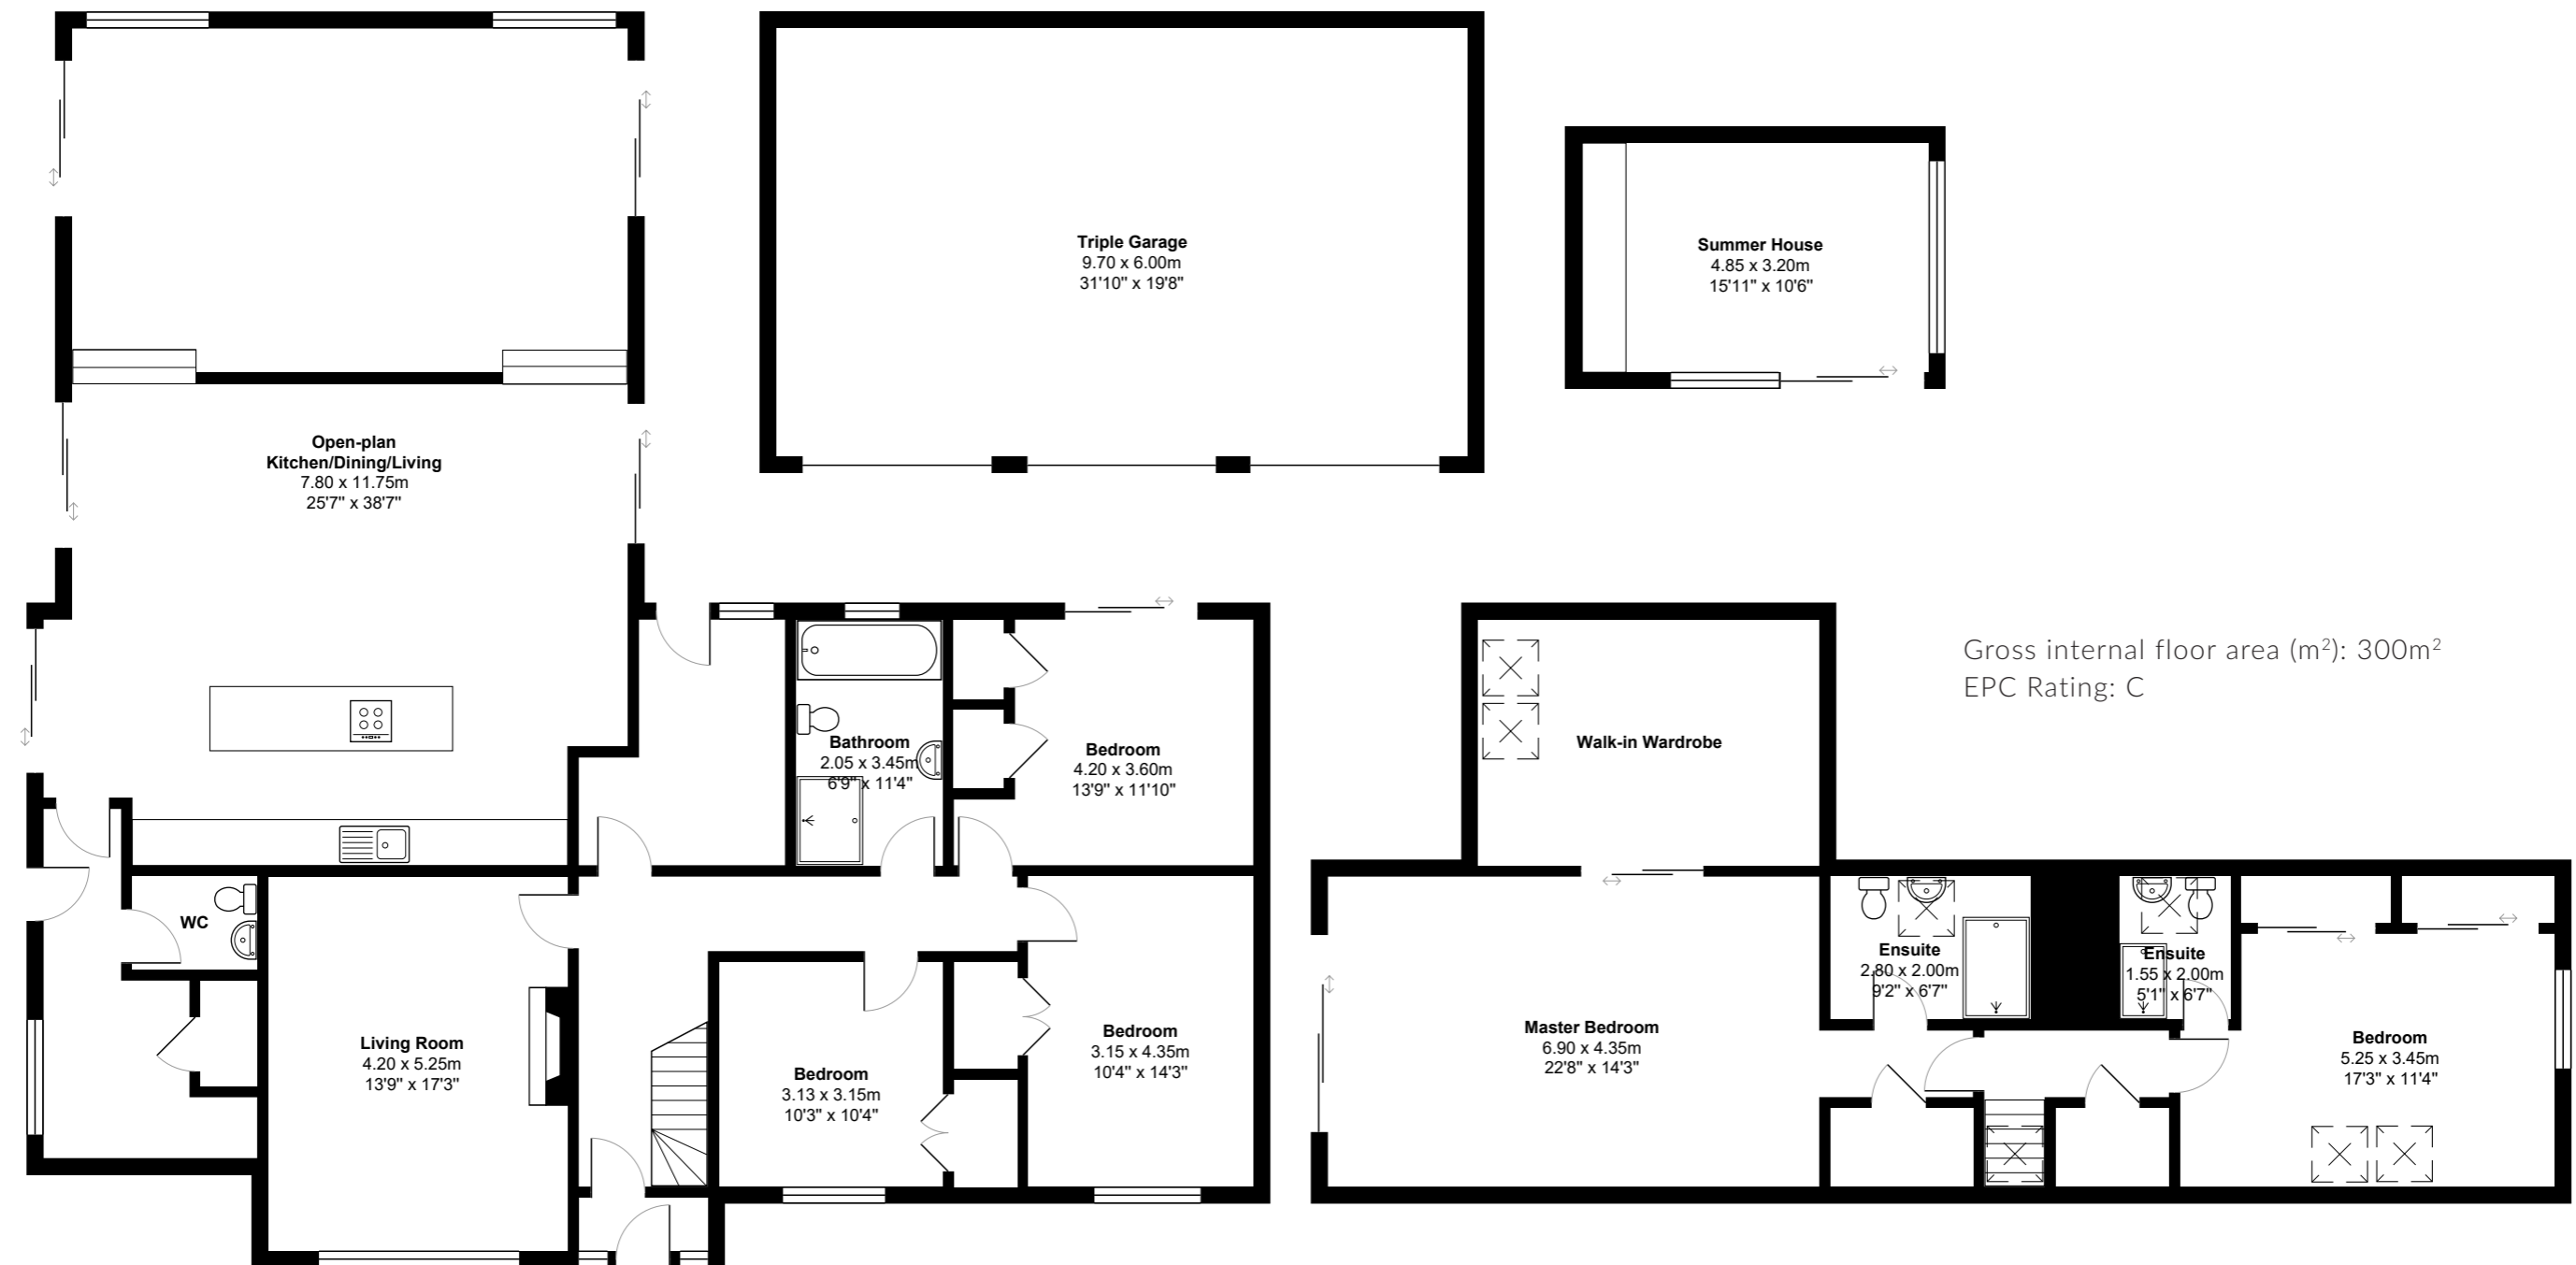 Triple Garage
9.70 x 6.00m
31'10" x 19'8"
Summer House
4.85 x 3.20m
15'11" x 10'6"
Open-plan
Kitchen/Dining/Living
7.80 x 11.75m
25'7" x 38'7"
Gross internal floor area (m²): 300m²
EPC Rating: C
Bathroom
2.05 x 3.45m
6'9" x 11'4"
Bedroom
4.20 x 3.60m
13'9" x 11'10"
Walk-in Wardrobe
WC
Living Room
4.20 x 5.25m
13'9" x 17'3"
Bedroom
3.13 x 3.15m
10'3" x 10'4"
Bedroom
3.15 x 4.35m
10'4" x 14'3"
Master Bedroom
6.90 x 4.35m
22'8" x 14'3"
Ensuite
2.80 x 2.00m
9'2" x 6'7"
Ensuite
1.55 x 2.00m
5'1" x 6'7"
Bedroom
5.25 x 3.45m
17'3" x 11'4"